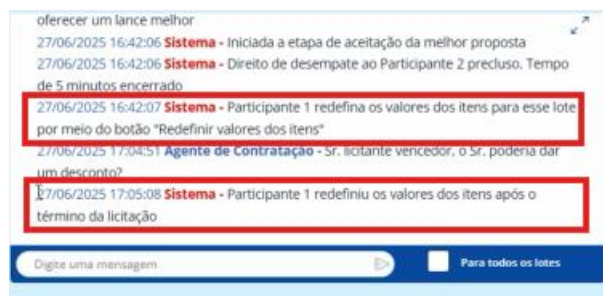 oferecer um lance melhor
27/06/2025 16:42:06 Sistema - Iniciada a etapa de aceitação da melhor proposta
27/06/2025 16:42:06 Sistema - Direito de desempate ao Participante 2 precluso. Tempo
de 5 minutos encerrado
27/06/2025 16:42:07 Sistema - Participante 1 redefina os valores dos itens para esse lote
por meio do botão "Redefinir valores dos itens"
27/06/2025 17:04:51 Agente de Contratação - Sr. licitante vencedor, o Sr. poderia dar
um desconto?
27/06/2025 17:05:08 Sistema - Participante 1 redefiniu os valores dos itens após o
término da licitação
Digite uma mensagem
Para todos os lotes